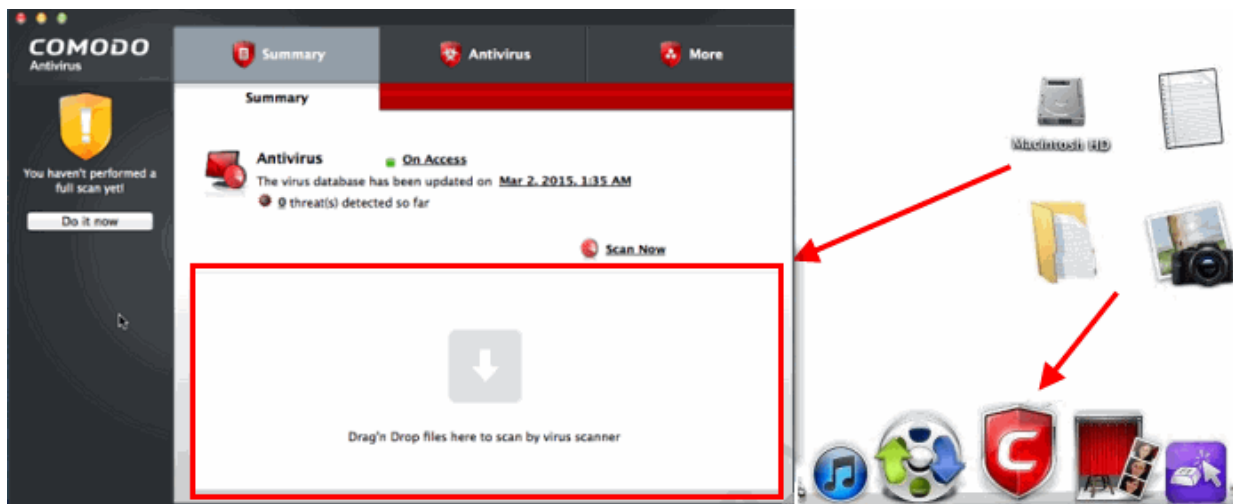 COMODO
Antivirus
Summary
Antivirus
More
Summary
You haven't performed a
full scan yet!
Do it now
Antivirus
On Access
The virus database has been updated on Mar 2, 2015, 1:35 AM
0 threat(s) detected so far
Scan Now
Drag'n Drop files here to scan by virus scanner
Macintosh HD
C